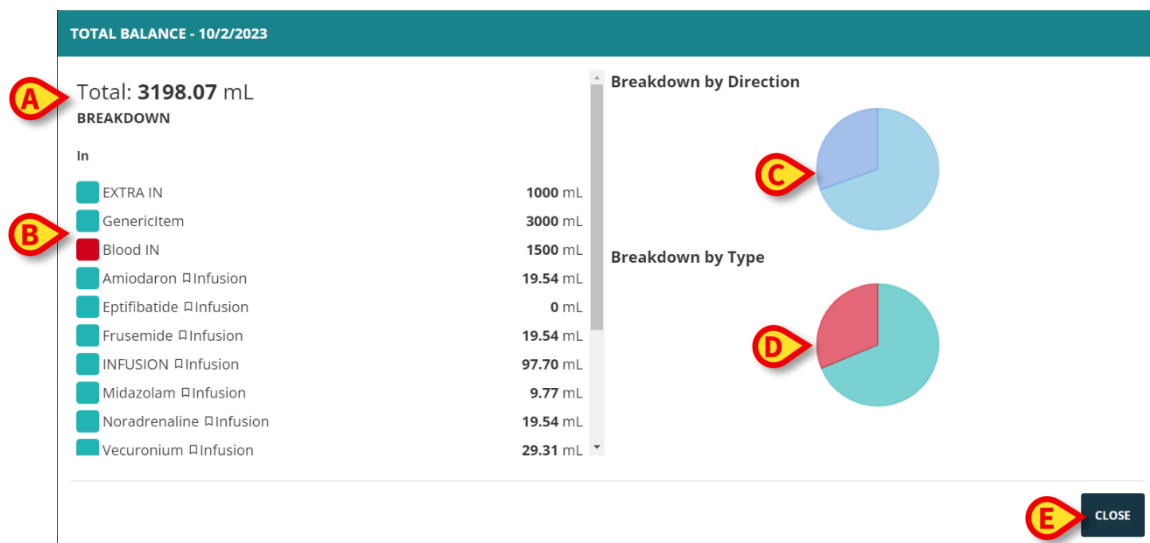 TOTAL BALANCE - 10/2/2023
A
Total: 3198.07 mL
BREAKDOWN
In
EXTRA IN 1000 mL
GenericItem 3000 mL
B
Blood IN 1500 mL
Amiodaron Infusion 19.54 mL
Eptifibatide Infusion 0 mL
Frusemide Infusion 19.54 mL
INFUSION Infusion 97.70 mL
Midazolam Infusion 9.77 mL
Noradrenaline Infusion 19.54 mL
Vecuronium Infusion 29.31 mL
Breakdown by Direction
C
Breakdown by Type
D
E
CLOSE